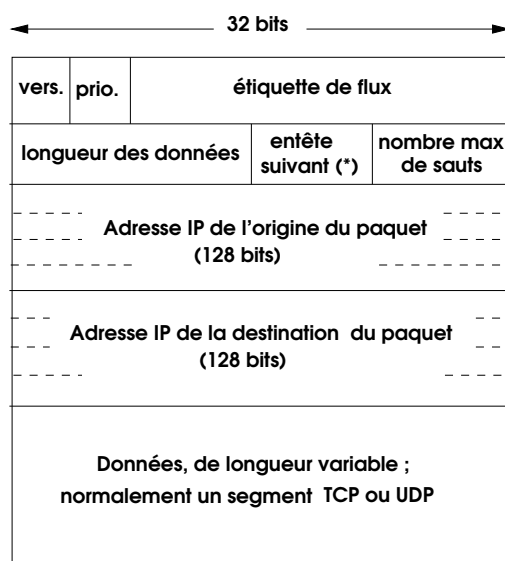 32 bits
vers. prio. étiquette de flux
longueur des données
entête
suivant (*)
nombre max
de sauts
Adresse IP de l'origine du paquet
(128 bits)
Adresse IP de la destination du paquet
(128 bits)
Données, de longueur variable ;
normalement un segment TCP ou UDP